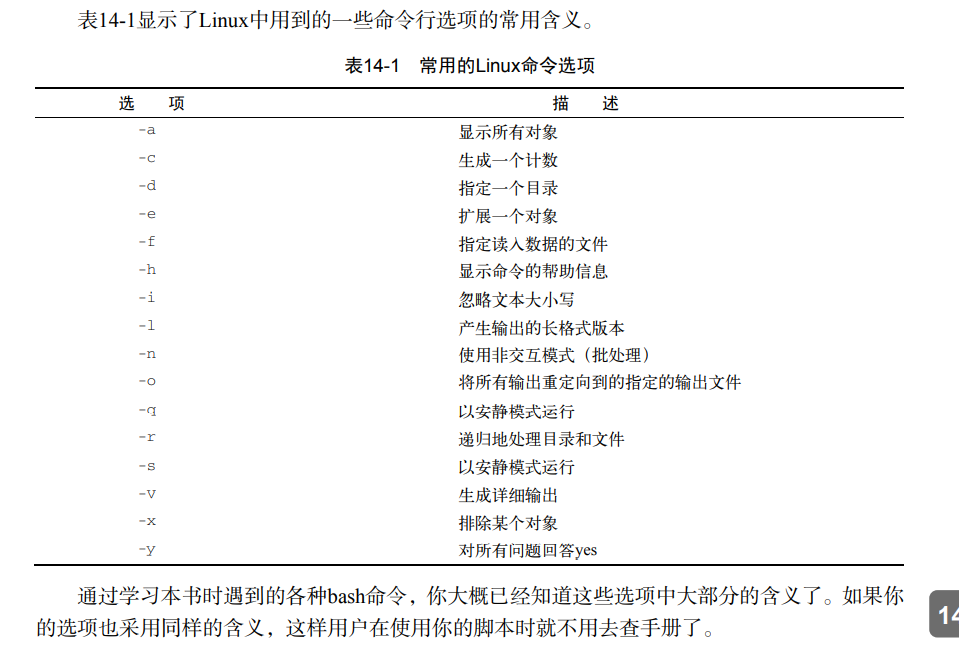 表14-1显示了Linux中用到的一些命令行选项的常用含义。
表14-1 常用的Linux命令选项
选 项 描 述
-a 显示所有对象
-c 生成一个计数
-d 指定一个目录
-e 扩展一个对象
-f 指定读入数据的文件
-h 显示命令的帮助信息
-i 忽略文本大小写
-l 产生输出的长格式版本
-n 使用非交互模式（批处理）
-o 将所有输出重定向到的指定的输出文件
-q 以安静模式运行
-r 递归地处理目录和文件
-s 以安静模式运行
-v 生成详细输出
-x 排除某个对象
-y 对所有问题回答yes
通过学习本书时遇到的各种bash命令，你大概已经知道这些选项中大部分的含义了。如果你
的选项也采用同样的含义，这样用户在使用你的脚本时就不用去查手册了。
14